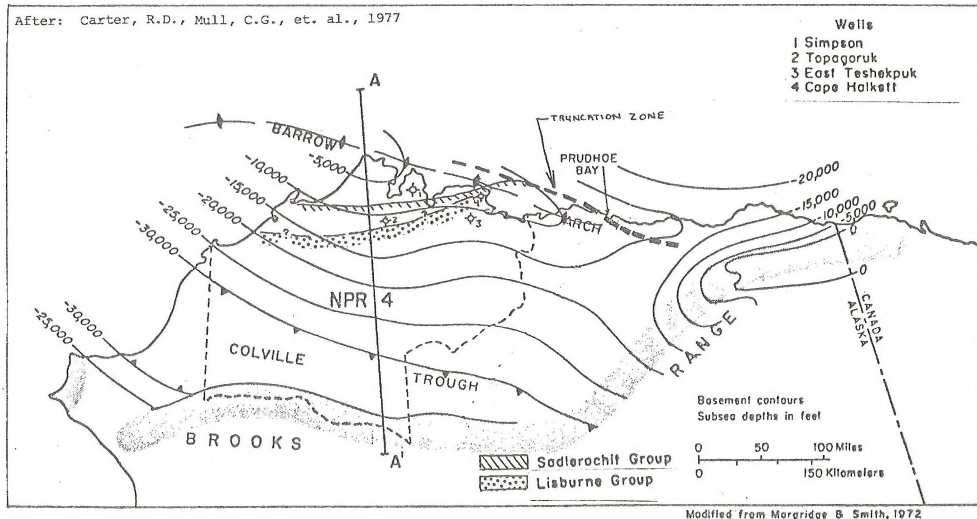 After: Carter, R.D., Mull, C.G., et. al., 1977
Wells
1 Simpson
2 Topagoruk
3 East Teshekpuk
4 Cape Halkett
A
TRUNCATION ZONE
BARROW
PRUDHOE
BAY
-5,000
-10,000
-15,000
-20,000
-25,000
-30,000
-20,000
-15,000
-10,000
-5,000
0
0
ARCH
?
?
2
3
NPR 4
-30,000
-25,000
COLVILLE
TROUGH
RANGE
CANADA
ALASKA
BROOKS
A'
Basement contours
Subsea depths in feet
0 50 100 Miles
0 150 Kilometers
Sadlerochit Group
Lisburne Group
Modified from Morgridge & Smith, 1972